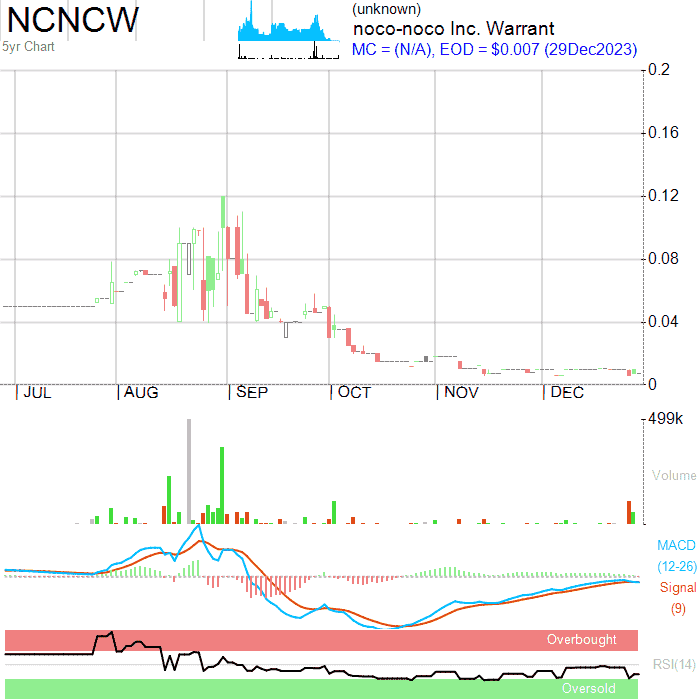 NCNCW
5yr Chart
(unknown)
noco-noco Inc. Warrant
MC = (N/A), EOD = $0.007 (29Dec2023)
0.2
0.16
0.12
0.08
0.04
0
JUL AUG SEP OCT NOV DEC
499k
Volume
MACD
(12-26)
Signal
(9)
Overbought
RSI(14)
Oversold